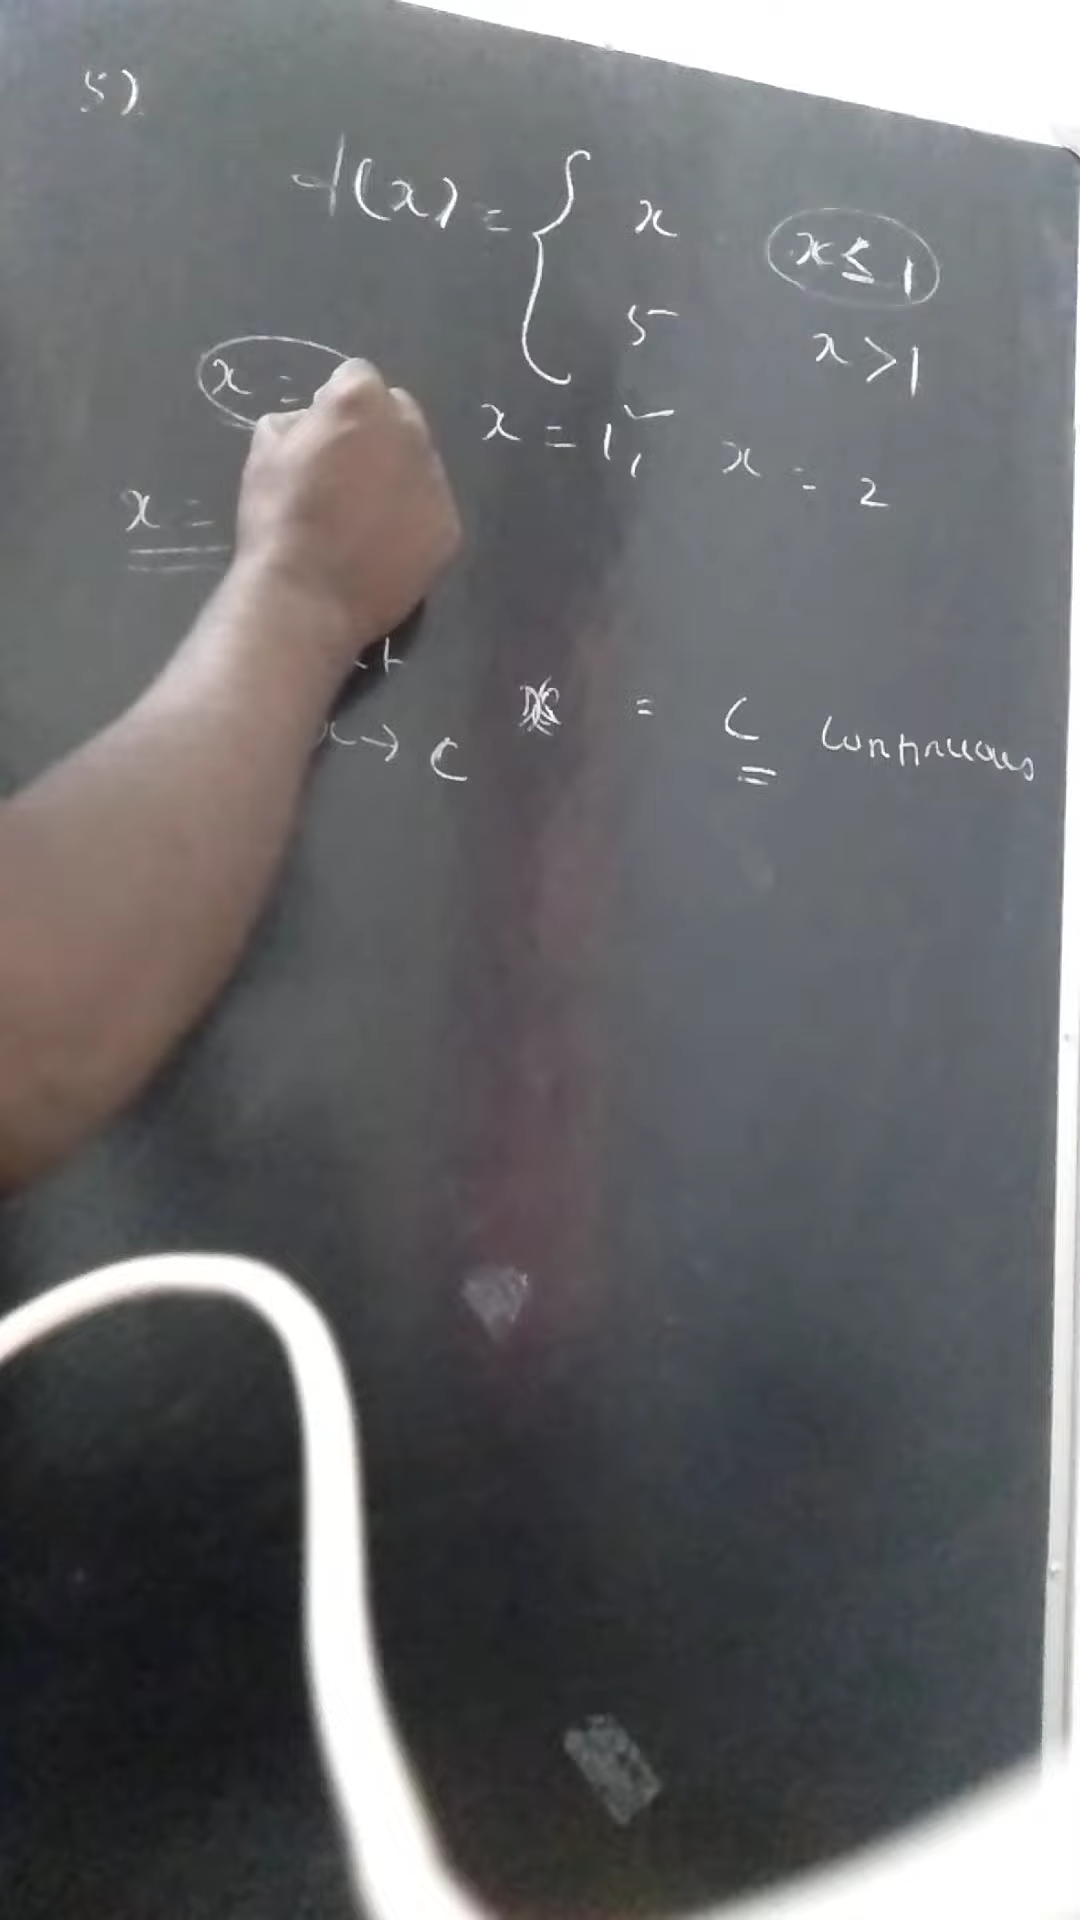 5)
f(x) = { x x ≤ 1
5 x > 1
x = x = 1, x = 2
x =
x → c = c continuous